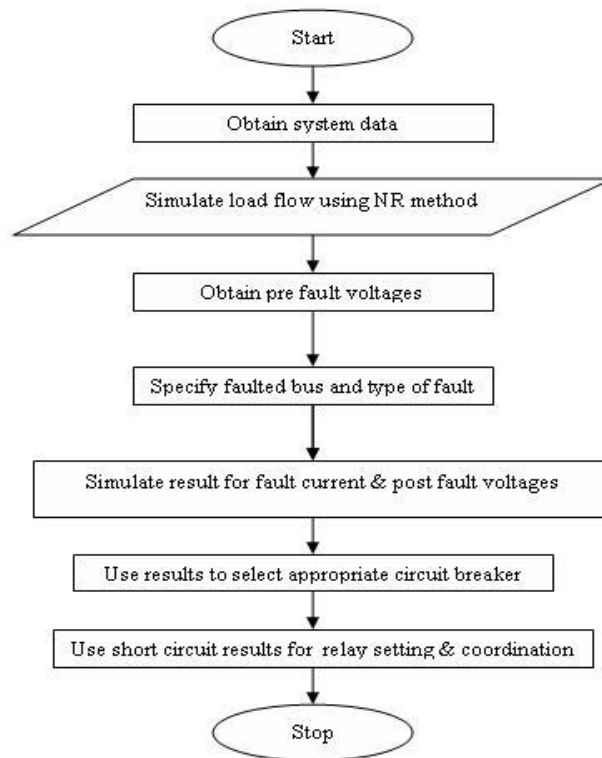 Start
Obtain system data
Simulate load flow using NR method
Obtain pre fault voltages
Specify faulted bus and type of fault
Simulate result for fault current & post fault voltages
Use results to select appropriate circuit breaker
Use short circuit results for relay setting & coordination
Stop